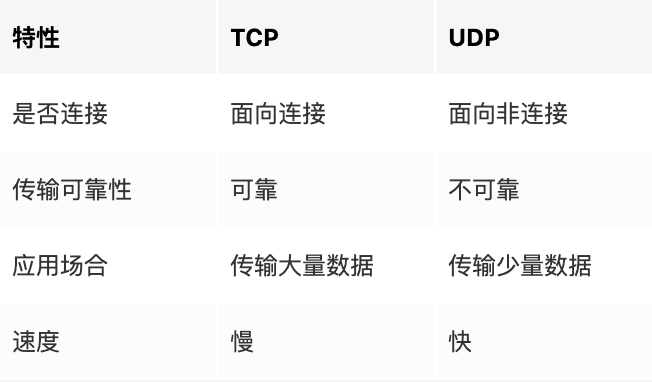 特性 TCP UDP
是否连接 面向连接 面向非连接
传输可靠性 可靠 不可靠
应用场合 传输大量数据 传输少量数据
速度 慢 快